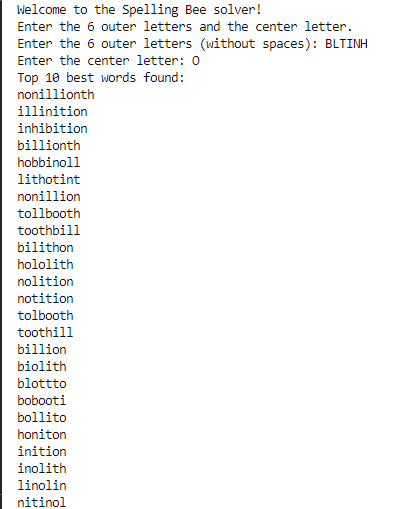 Welcome to the Spelling Bee solver!
Enter the 6 outer letters and the center letter.
Enter the 6 outer letters (without spaces): BLTINH
Enter the center letter: O
Top 10 best words found:
nonillionth
illinition
inhibition
billionth
hobbinoll
lithotint
nonillion
tollbooth
toothbill
bilithon
hololith
nolition
notition
tolbooth
toothill
billion
biolith
blottto
bobooti
bollito
honiton
inition
inolith
linolin
nitinol